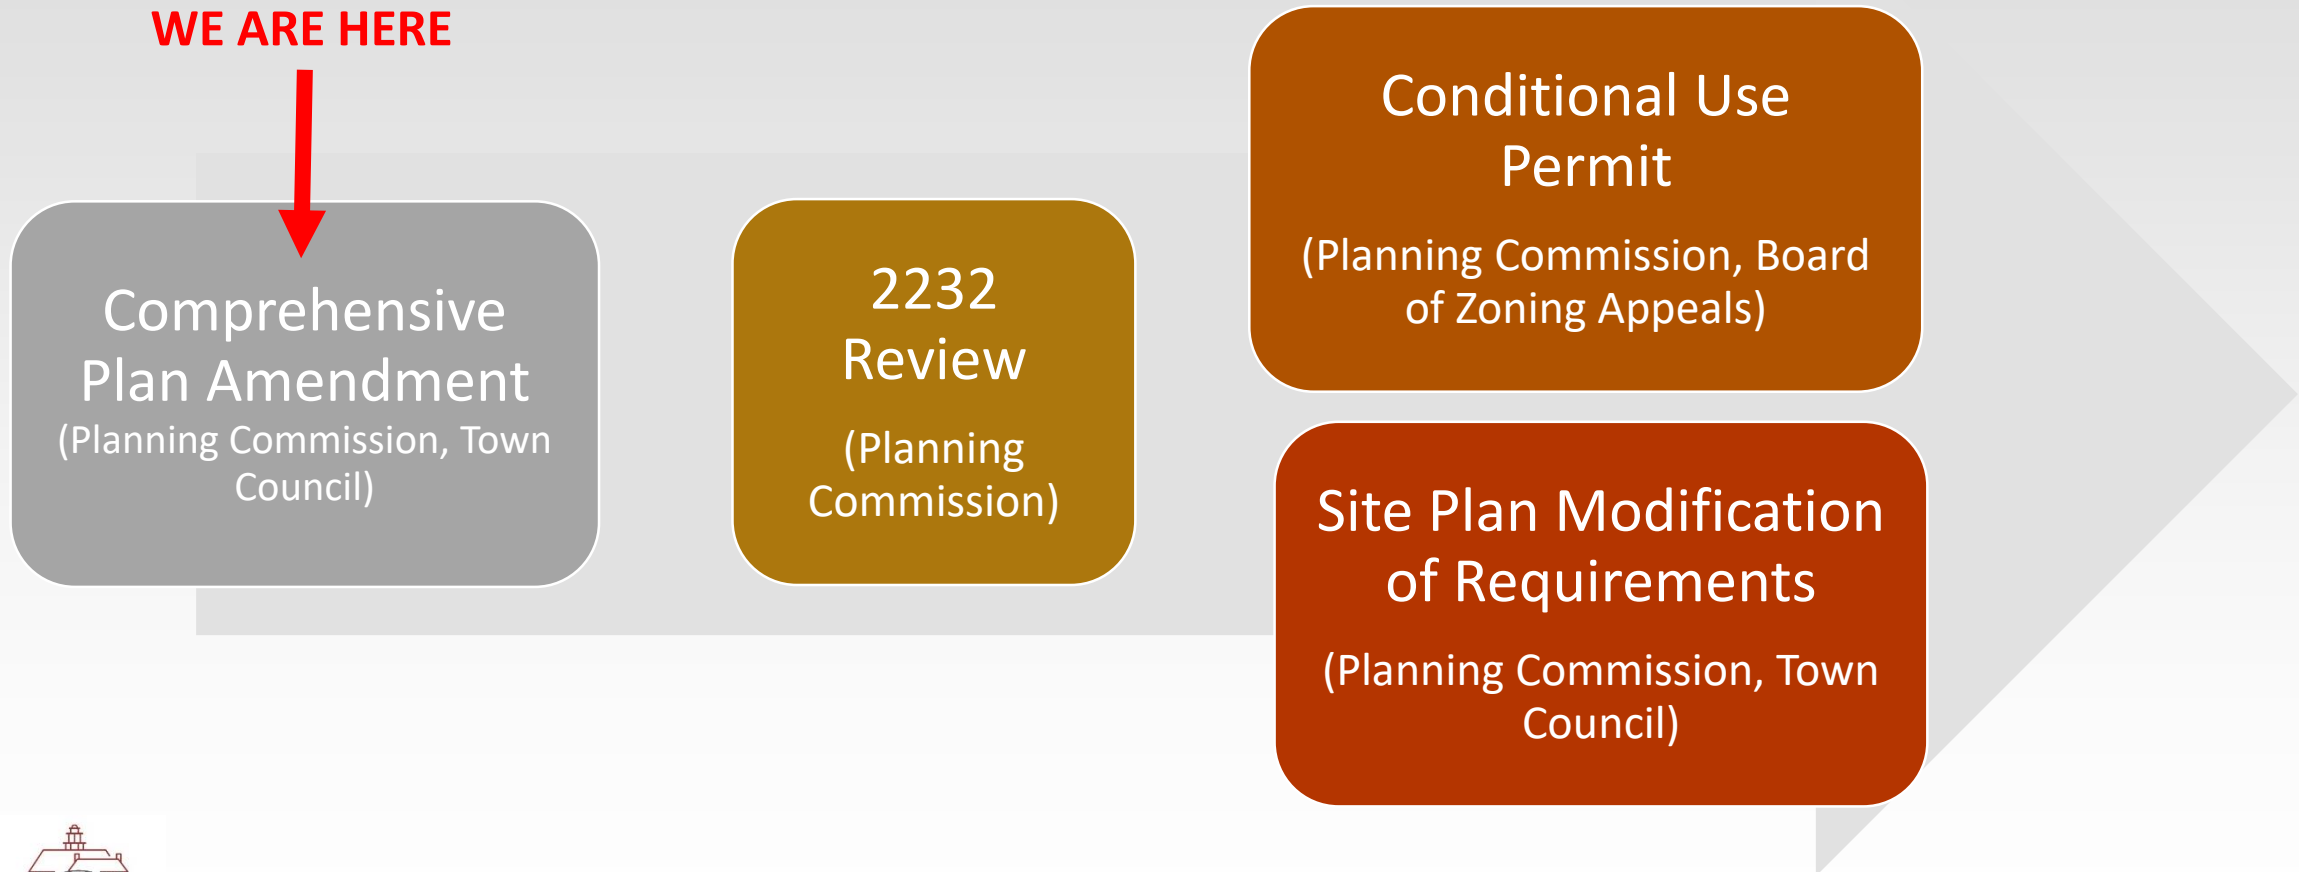 WE ARE HERE
Comprehensive
Plan Amendment
(Planning Commission, Town
Council)
2232
Review
(Planning
Commission)
Conditional Use
Permit
(Planning Commission, Board
of Zoning Appeals)
Site Plan Modification
of Requirements
(Planning Commission, Town
Council)